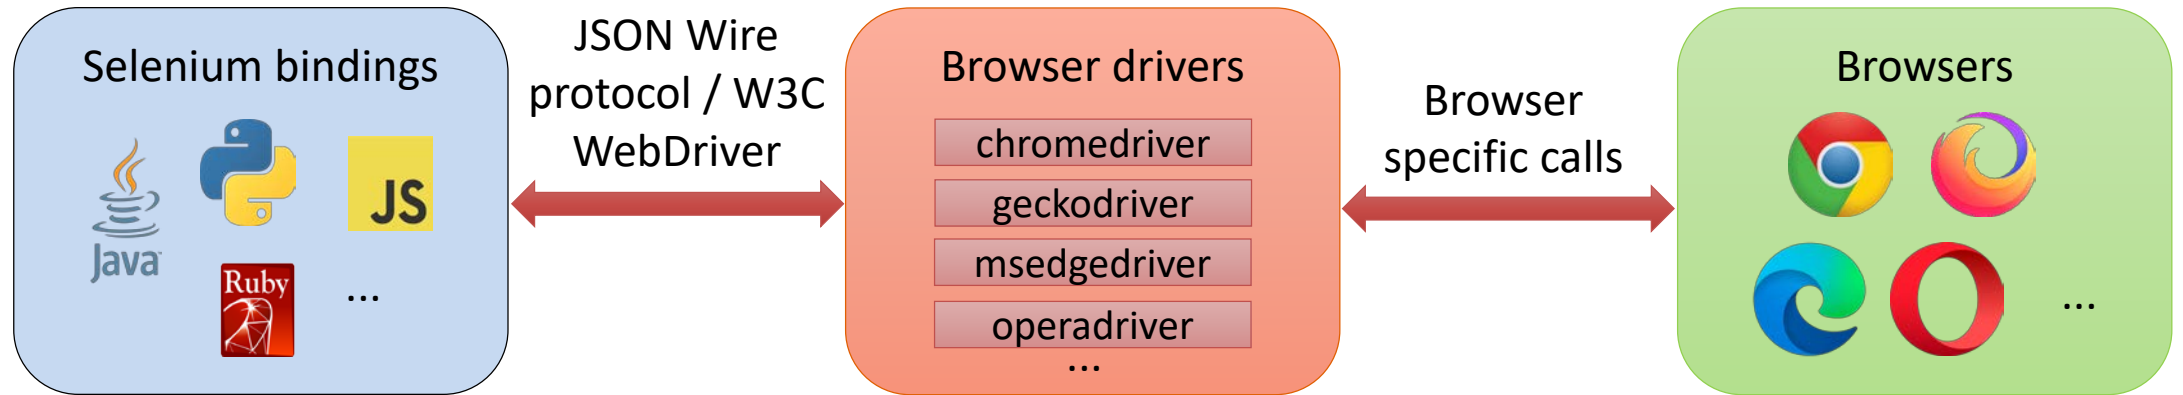 Selenium bindings
Java
JS
Ruby
...
JSON Wire
protocol / W3C
WebDriver
Browser drivers
chromedriver
geckodriver
msedgedriver
operadriver
...
Browser
specific calls
Browsers
...